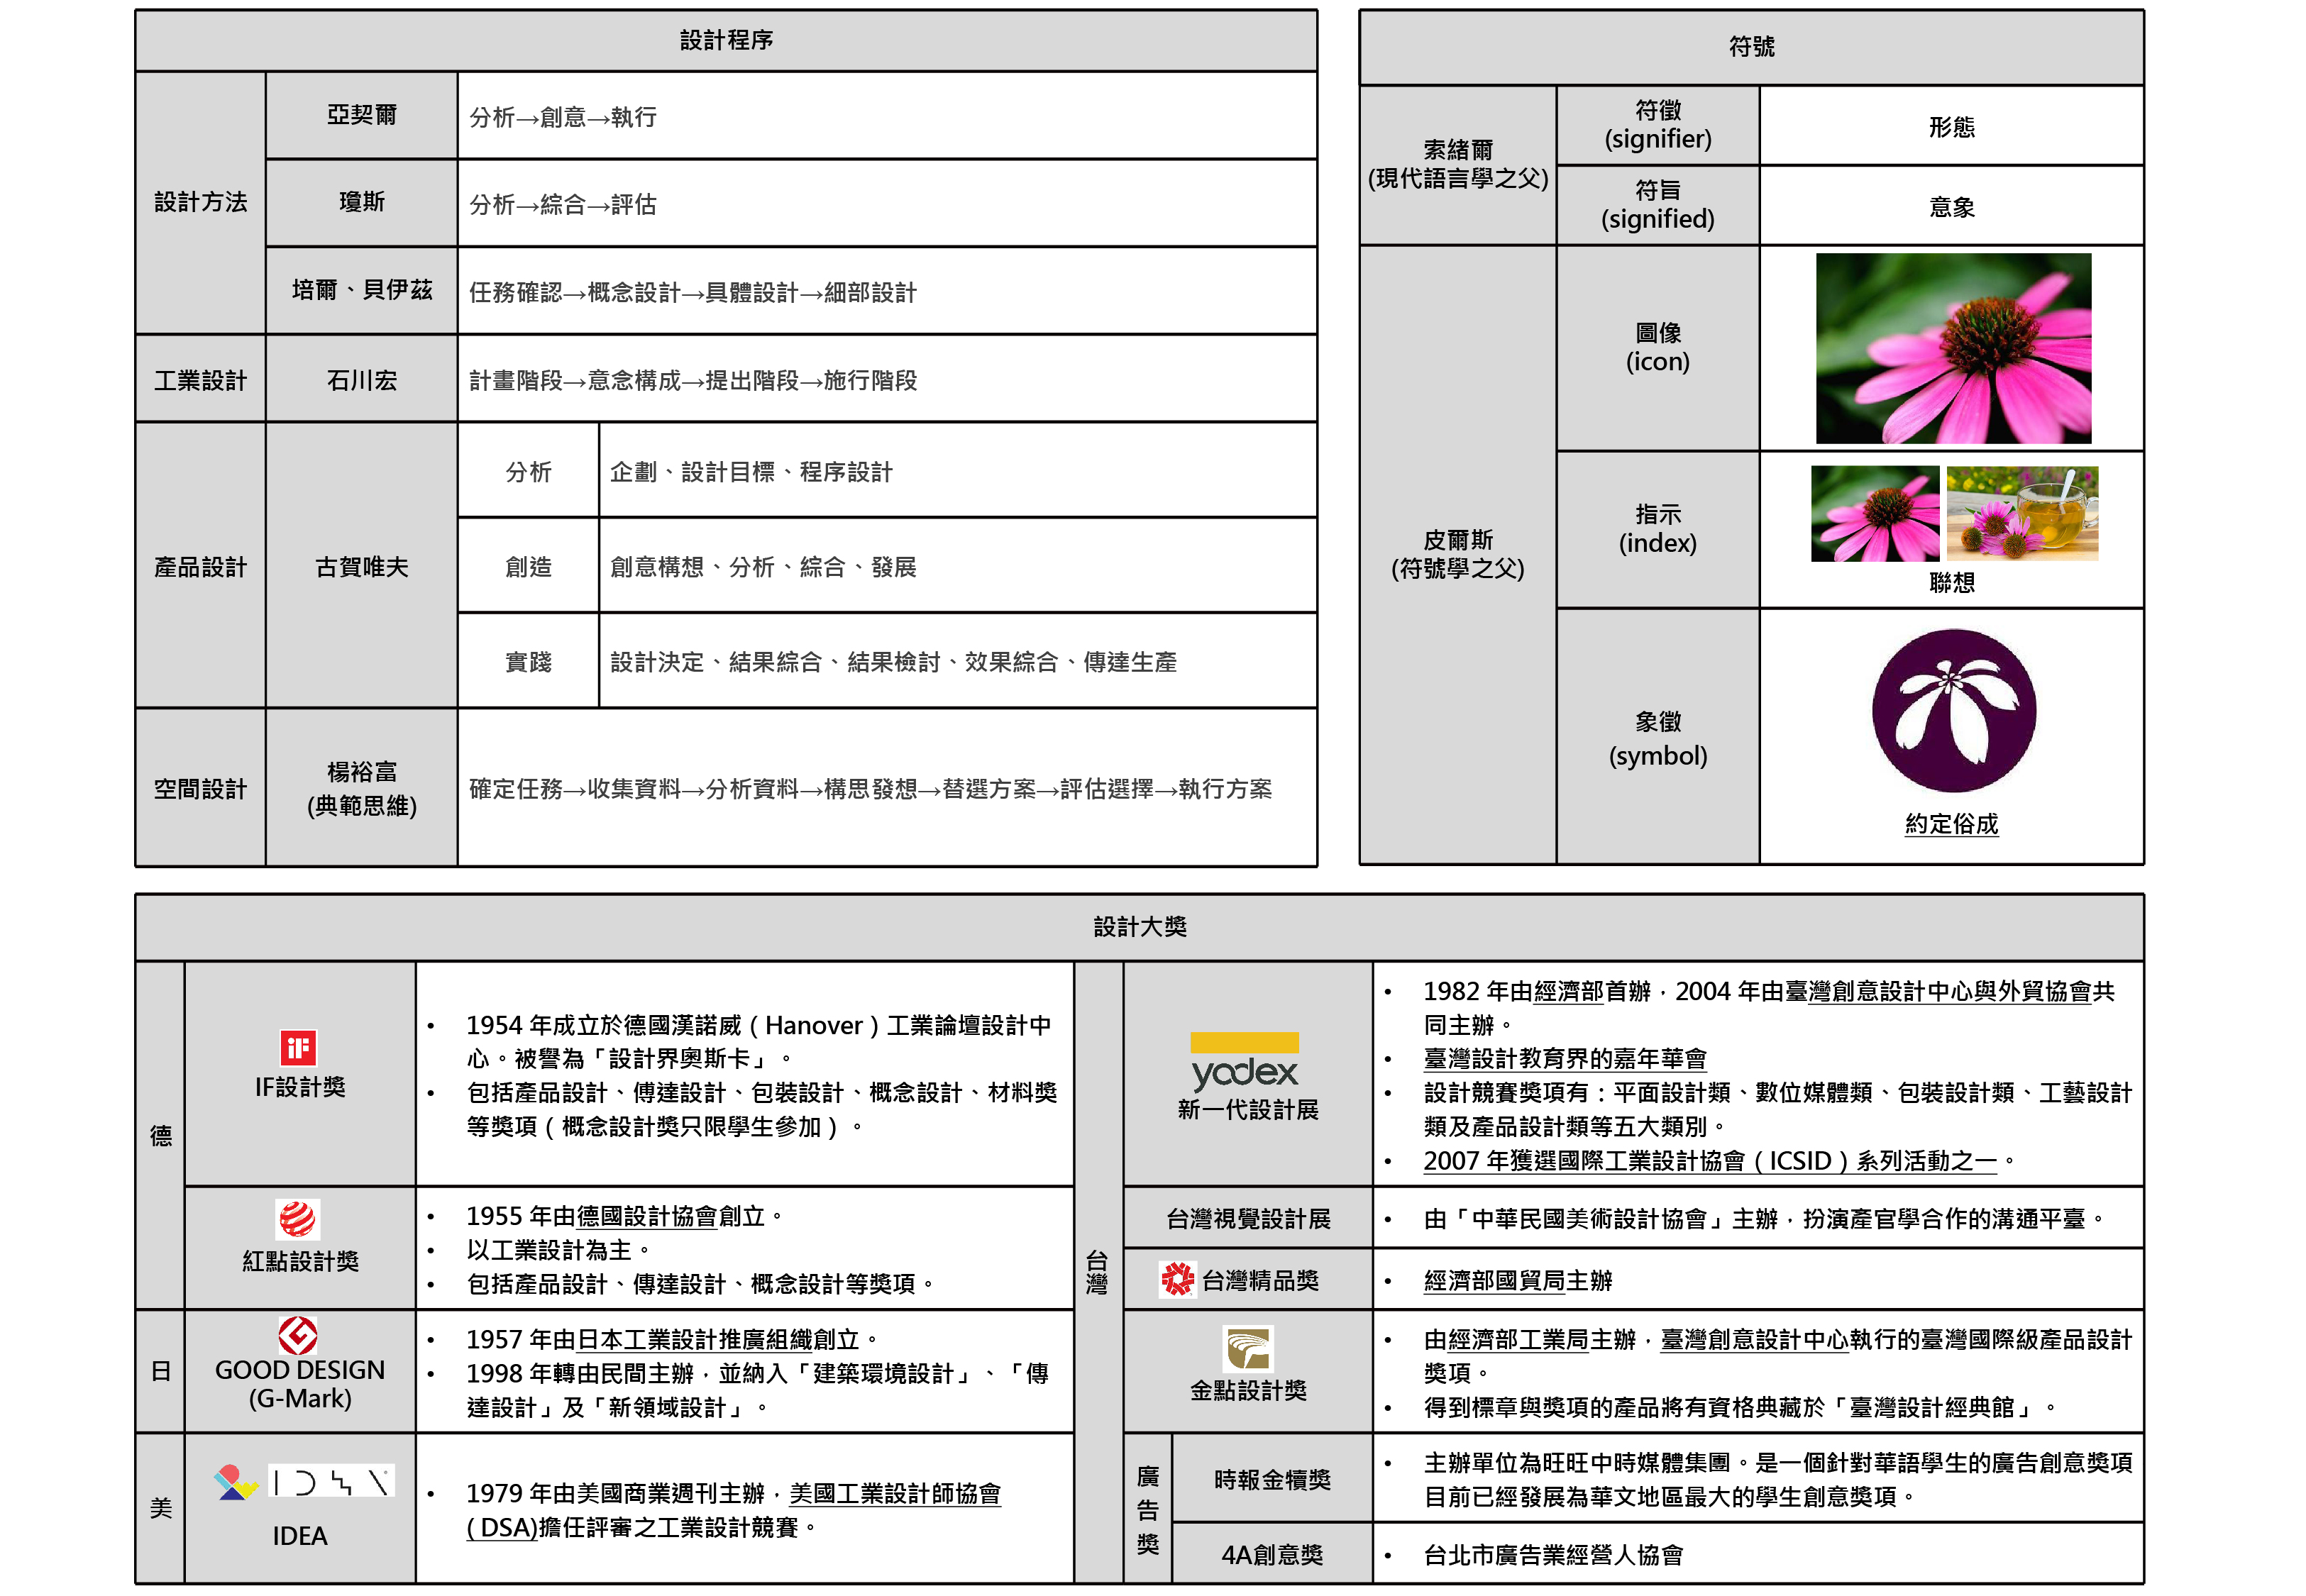 設計程序
設計方法
亞契爾
分析→創意→執行
瓊斯
分析→綜合→評估
培爾、貝伊茲
任務確認→概念設計→具體設計→細部設計
工業設計
石川宏
計畫階段→意念構成→提出階段→施行階段
產品設計
古賀唯夫
分析
企劃、設計目標、程序設計
創造
創意構想、分析、綜合、發展
實踐
設計決定、結果綜合、結果檢討、效果綜合、傳達生產
空間設計
楊裕富
(典範思維)
確定任務→收集資料→分析資料→構思發想→替選方案→評估選擇→執行方案
符號
索緒爾
(現代語言學之父)
符徵
(signifier)
形態
符旨
(signified)
意象
皮爾斯
(符號學之父)
圖像
(icon)
指示
(index)
聯想
象徵
(symbol)
約定俗成
設計大獎
德
iF
IF設計獎
• 1954 年成立於德國漢諾威（Hanover）工業論壇設計中
心。被譽為「設計界奧斯卡」。
• 包括產品設計、傅達設計、包裝設計、概念設計、材料獎
等獎項（概念設計獎只限學生參加）。
紅點設計獎
• 1955 年由德國設計協會創立。
• 以工業設計為主。
• 包括產品設計、傳達設計、概念設計等獎項。
日
GOOD DESIGN
(G-Mark)
• 1957 年由日本工業設計推廣組織創立。
• 1998 年轉由民間主辦，並納入「建築環境設計」、「傳
達設計」及「新領域設計」。
美
IDEA
• 1979 年由美國商業週刊主辦，美國工業設計師協會
( DSA)擔任評審之工業設計競賽。
台灣
yodex
新一代設計展
• 1982 年由經濟部首辦，2004 年由臺灣創意設計中心與外貿協會共
同主辦。
• 臺灣設計教育界的嘉年華會
• 設計競賽獎項有：平面設計類、數位媒體類、包裝設計類、工藝設計
類及產品設計類等五大類別。
• 2007 年獲選國際工業設計協會（ICSID）系列活動之一。
台灣視覺設計展
• 由「中華民國美術設計協會」主辦，扮演產官學合作的溝通平臺。
台灣精品獎
• 經濟部國貿局主辦
金點設計獎
• 由經濟部工業局主辦，臺灣創意設計中心執行的臺灣國際級產品設計
獎項。
• 得到標章與獎項的產品將有資格典藏於「臺灣設計經典館」。
廣告獎
時報金犢獎
• 主辦單位為旺旺中時媒體集團。是一個針對華語學生的廣告創意獎項
目前已經發展為華文地區最大的學生創意獎項。
4A創意獎
• 台北市廣告業經營人協會